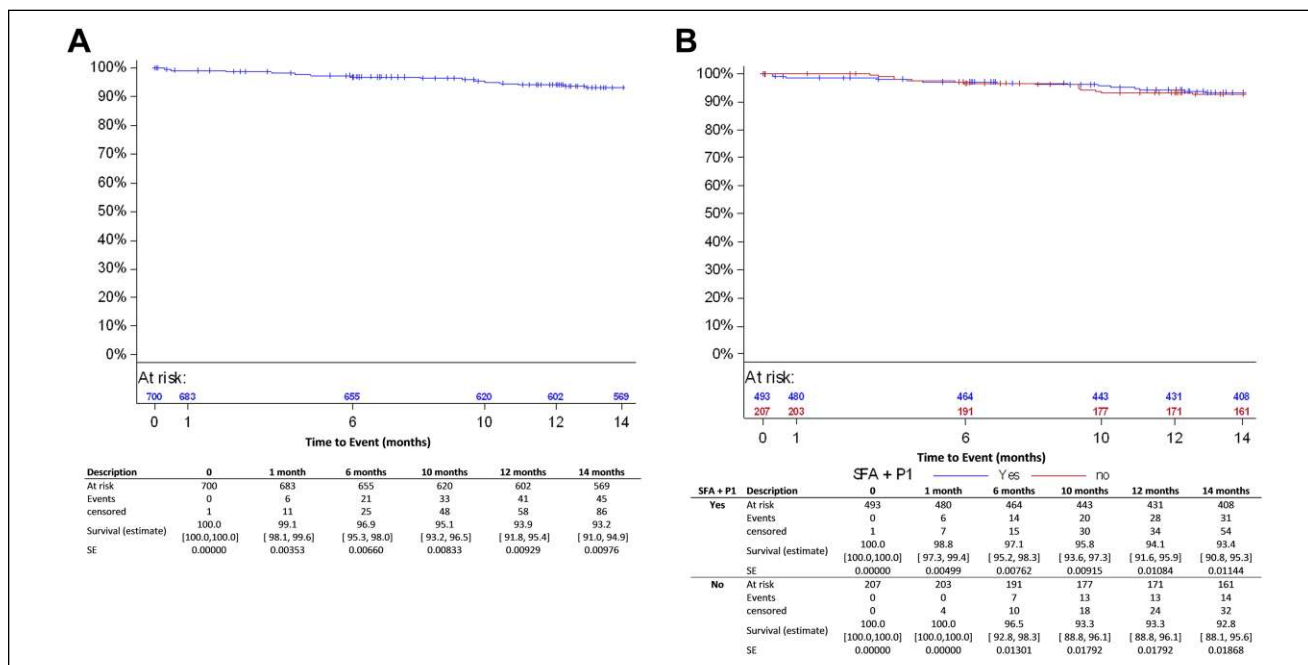 A
100%
90%
80%
70%
60%
50%
40%
30%
20%
10%
0%
At risk:
700 683 655 620 602 569
0 1 6 10 12 14
Time to Event (months)
Description 0 1 month 6 months 10 months 12 months 14 months
At risk 700 683 655 620 602 569
Events 0 6 21 33 41 45
censored 1 11 25 48 58 86
Survival (estimate) 100.0 99.1 96.9 95.1 93.9 93.2
[100.0,100.0] [ 98.1, 99.6] [ 95.3, 98.0] [ 93.2, 96.5] [ 91.8, 95.4] [ 91.0, 94.9]
SE 0.00000 0.00353 0.00660 0.00833 0.00929 0.00976
B
100%
90%
80%
70%
60%
50%
40%
30%
20%
10%
0%
At risk:
493 480 464 443 431 408
207 203 191 177 171 161
0 1 6 10 12 14
Time to Event (months)
SFA + P1 Yes no
SFA + P1 Description 0 1 month 6 months 10 months 12 months 14 months
Yes At risk 493 480 464 443 431 408
Events 0 6 14 20 28 31
censored 1 7 15 30 34 54
Survival (estimate) 100.0 98.8 97.1 95.8 94.1 93.4
[100.0,100.0] [ 97.3, 99.4] [ 95.2, 98.3] [ 93.6, 97.3] [ 91.6, 95.9] [ 90.8, 95.3]
SE 0.00000 0.00499 0.00762 0.00915 0.01084 0.01144
No At risk 207 203 191 177 171 161
Events 0 0 7 13 13 14
censored 0 4 10 18 24 32
Survival (estimate) 100.0 100.0 96.5 93.3 93.3 92.8
[100.0,100.0] [100.0,100.0] [ 92.8, 98.3] [ 88.8, 96.1] [ 88.8, 96.1] [ 88.1, 95.6]
SE 0.00000 0.00000 0.01301 0.01792 0.01792 0.01868